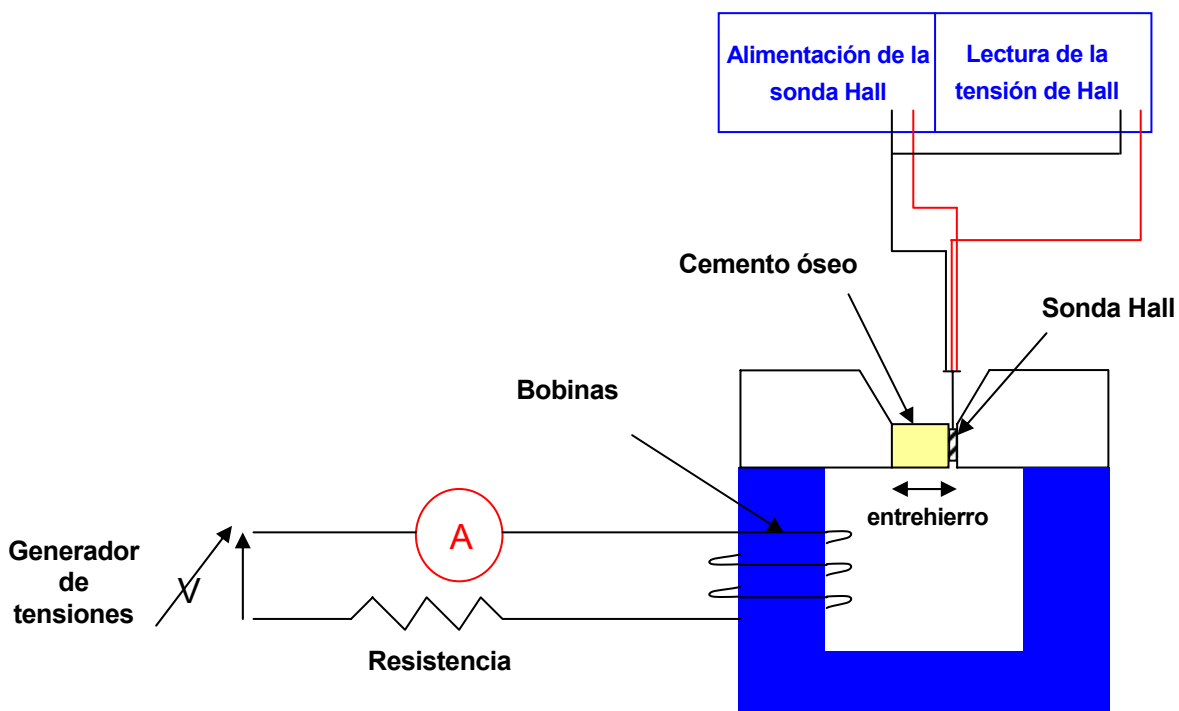 Alimentación de la
sonda Hall
Lectura de la
tensión de Hall
Cemento óseo
Sonda Hall
Bobinas
entrehierro
A
Generador
de
tensiones
V
Resistencia